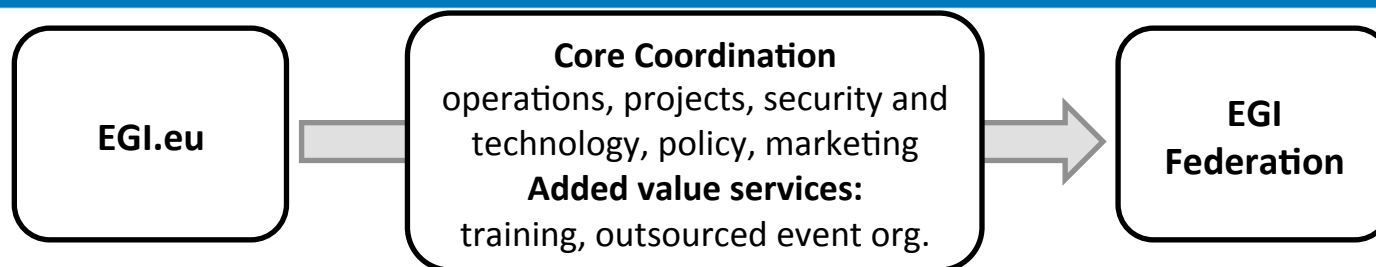 EGI.eu
Core Coordination
operations, projects, security and
technology, policy, marketing
Added value services:
training, outsourced event org.
EGI
Federation